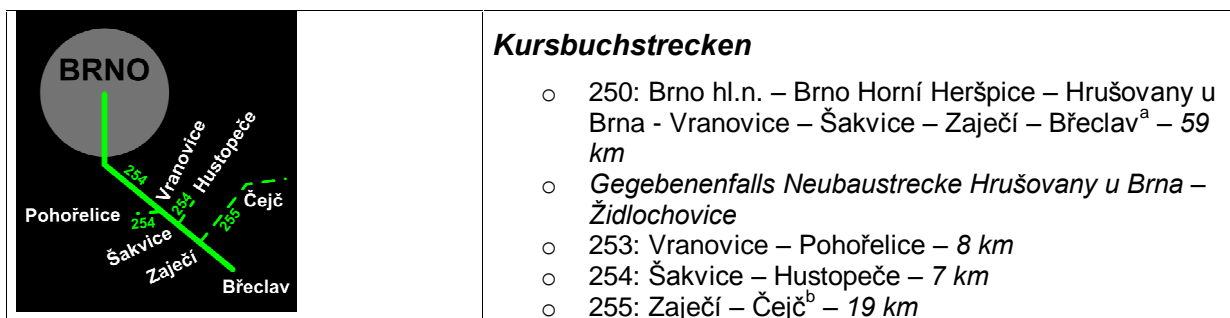 BRNO
254
Vranovice
254
Hustopeče
255
Čejč
Pohořelice
254
Šakvice
Zaječí
Břeclav
Kursbuchstrecken
o 250: Brno hl.n. – Brno Horní Heršpice – Hrušovany u
Brna - Vranovice – Šakvice – Zaječí – Břeclavᵃ – 59
km
o Gegebenenfalls Neubaustrecke Hrušovany u Brna –
Židlochovice
o 253: Vranovice – Pohořelice – 8 km
o 254: Šakvice – Hustopeče – 7 km
o 255: Zaječí – Čejčᵇ – 19 km